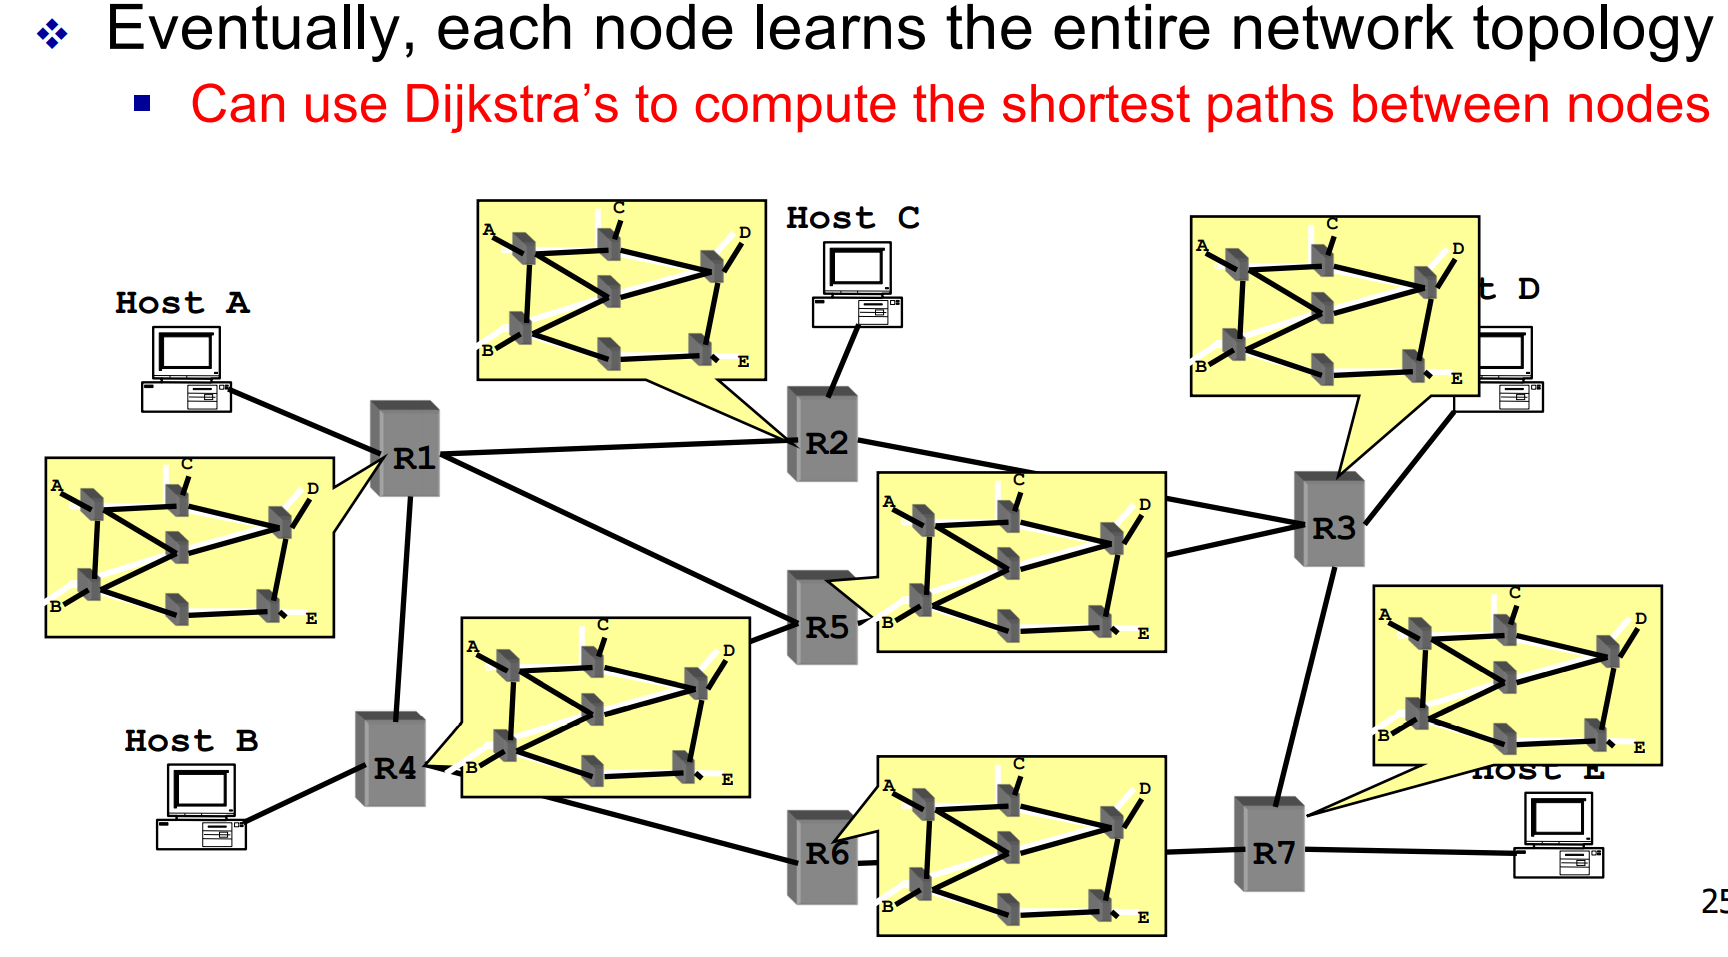 Eventually, each node learns the entire network topology
Can use Dijkstra's to compute the shortest paths between nodes
Host C
Host A
t D
Host B
Host E
R1
R2
R3
R4
R5
R6
R7
A
C
D
B
E
A
C
D
B
E
A
C
D
B
E
A
C
D
B
E
A
C
D
B
E
A
C
D
B
E
A
C
D
B
E
25